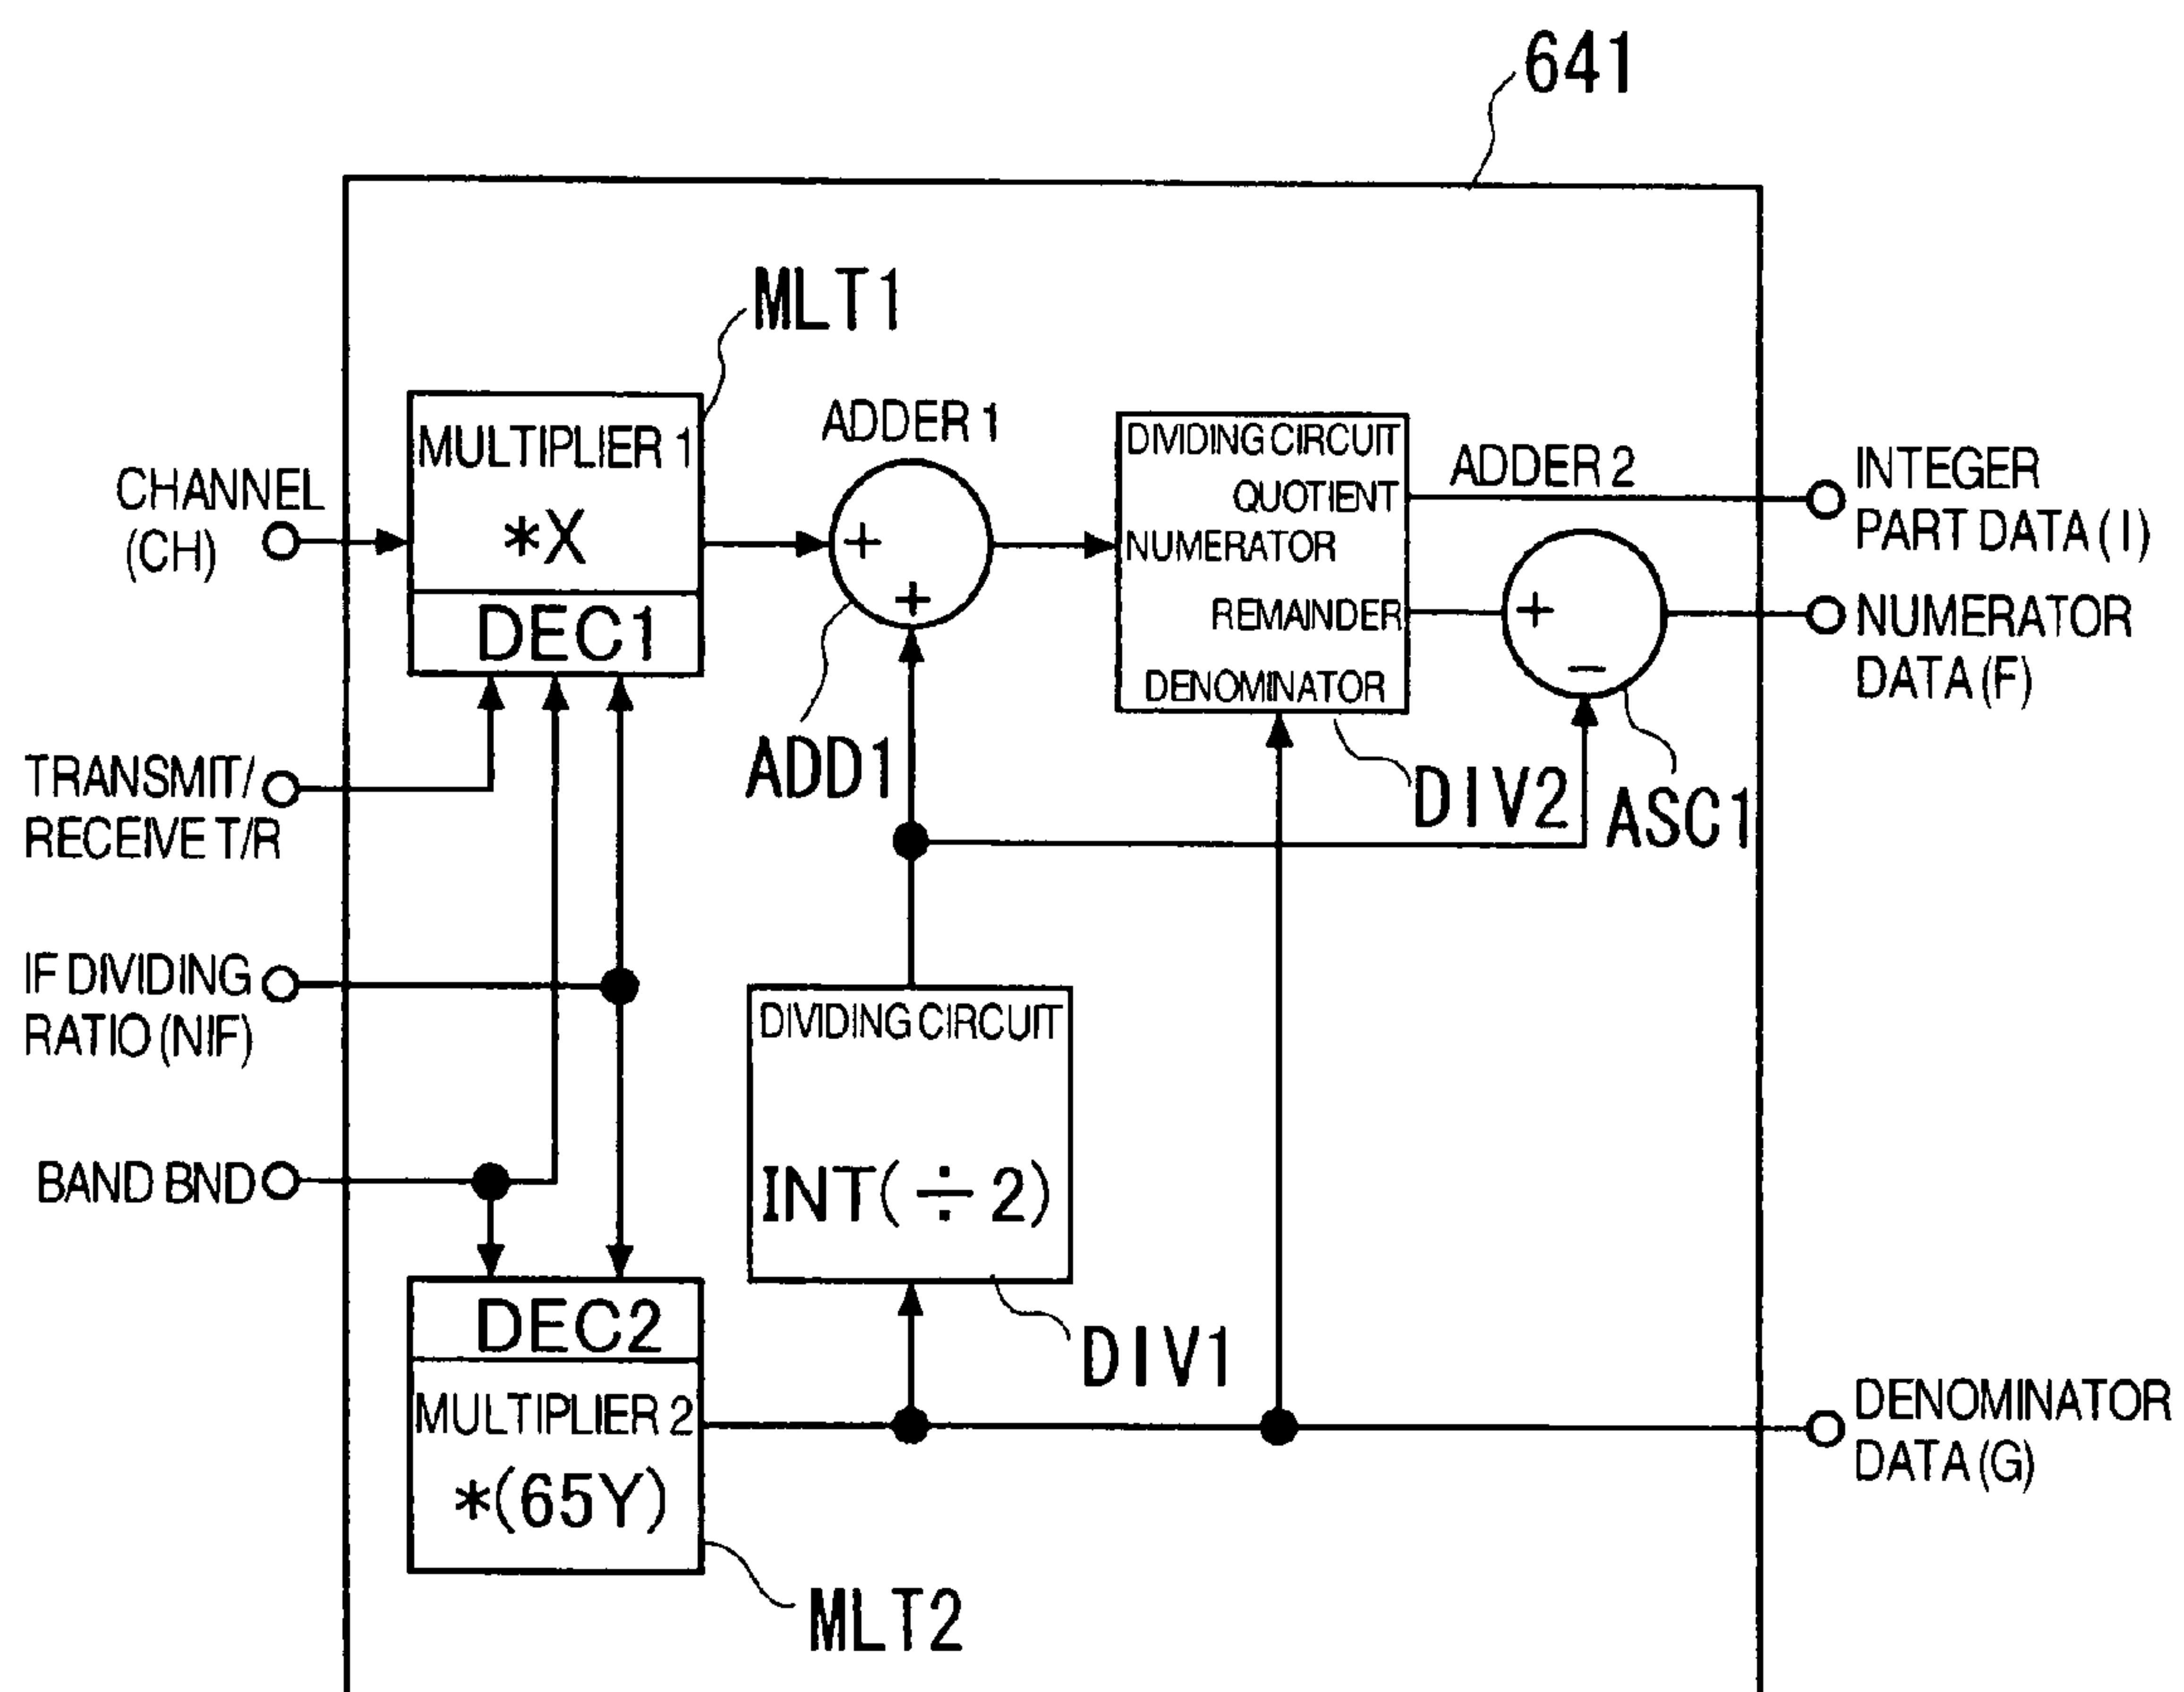 641
MLT1
MULTIPLIER 1
*X
DEC1
ADDER 1
+
+
ADD1
DIVIDING CIRCUIT
QUOTIENT
NUMERATOR
REMAINDER
DENOMINATOR
DIV2
ADDER 2
+
−
ASC1
CHANNEL
(CH)
TRANSMIT/
RECEIVE T/R
IF DIVIDING
RATIO (NIF)
BAND BND
INTEGER
PART DATA (I)
NUMERATOR
DATA (F)
DIVIDING CIRCUIT
INT(÷2)
DIV1
DEC2
MULTIPLIER 2
*(65Y)
MLT2
DENOMINATOR
DATA (G)